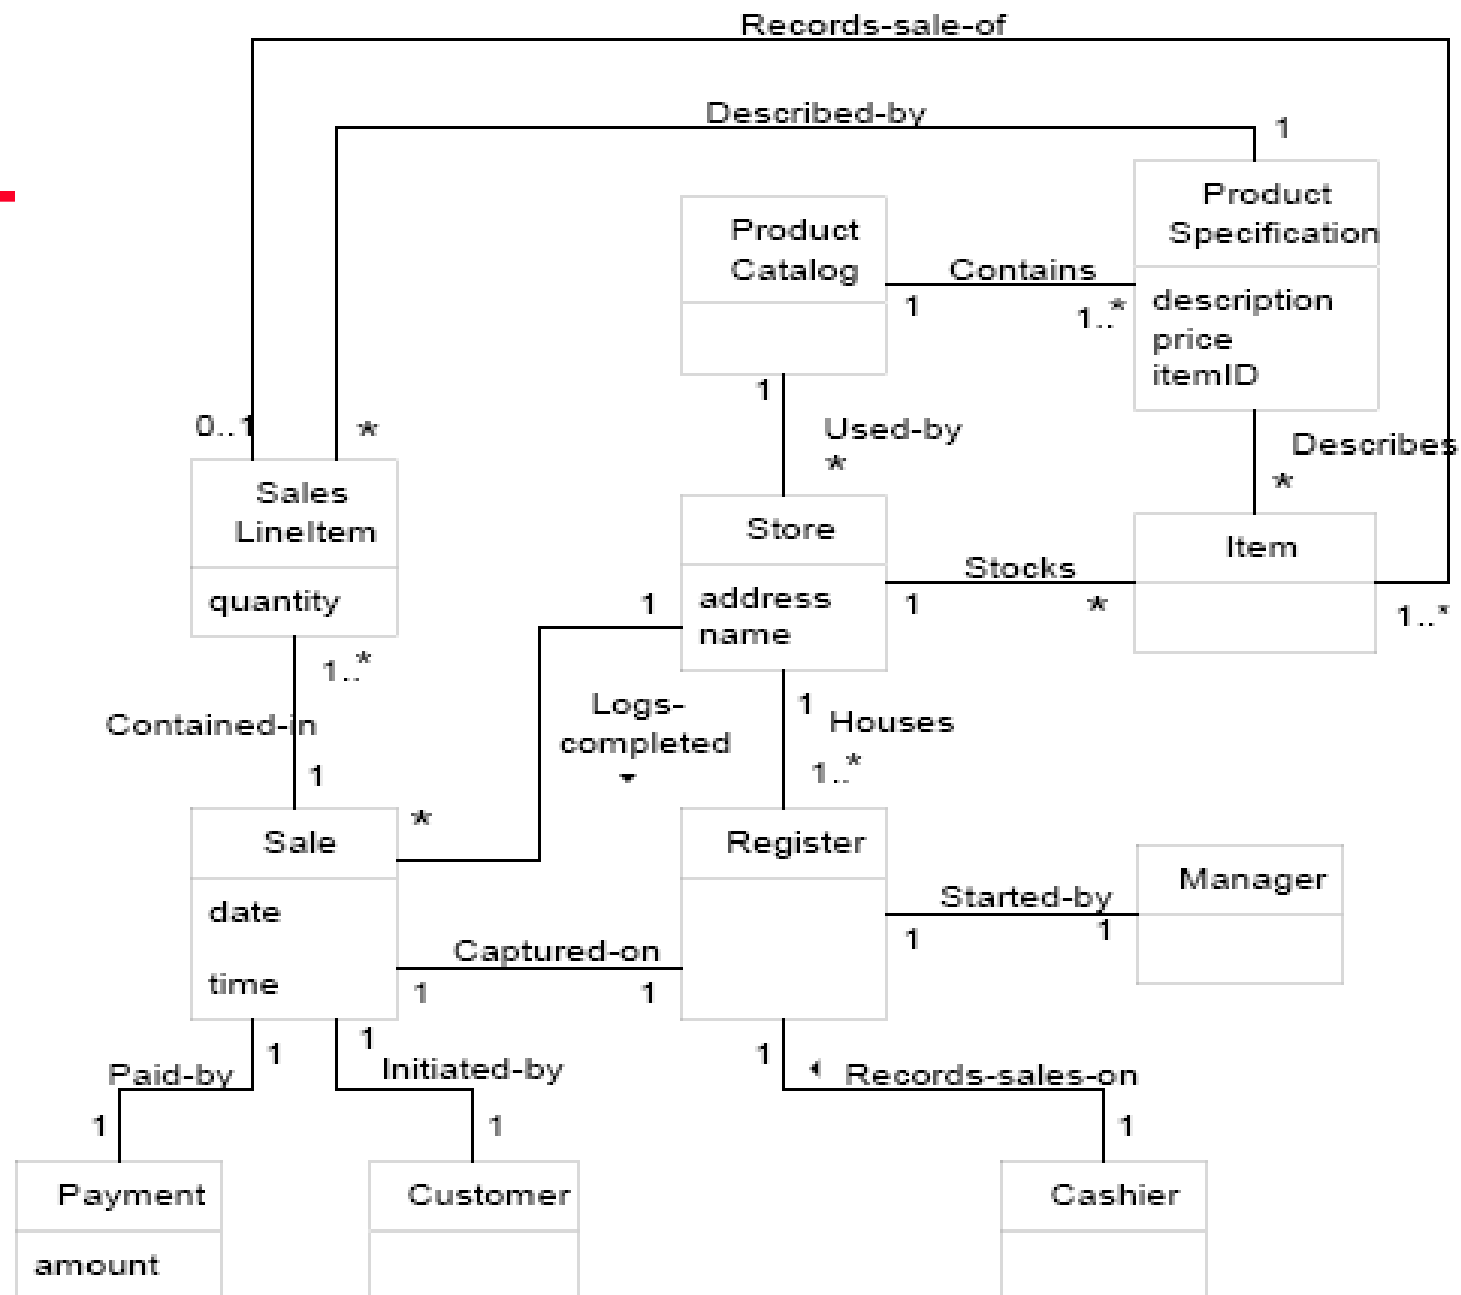 Records-sale-of
Described-by
1
Product
Specification
description
price
itemID
Product
Catalog
Contains
1
1..*
1
Used-by
*
Describes
*
0..1
*
Sales
LineItem
quantity
Store
address
name
Item
Stocks
1
*
1..*
1
1..*
Contained-in
1
Logs-
completed
*
1
Houses
1..*
Sale
date
time
Register
Manager
Started-by
1
1
Captured-on
1
1
1
Paid-by
1
1
Initiated-by
1
1
Records-sales-on
1
Payment
amount
Customer
Cashier